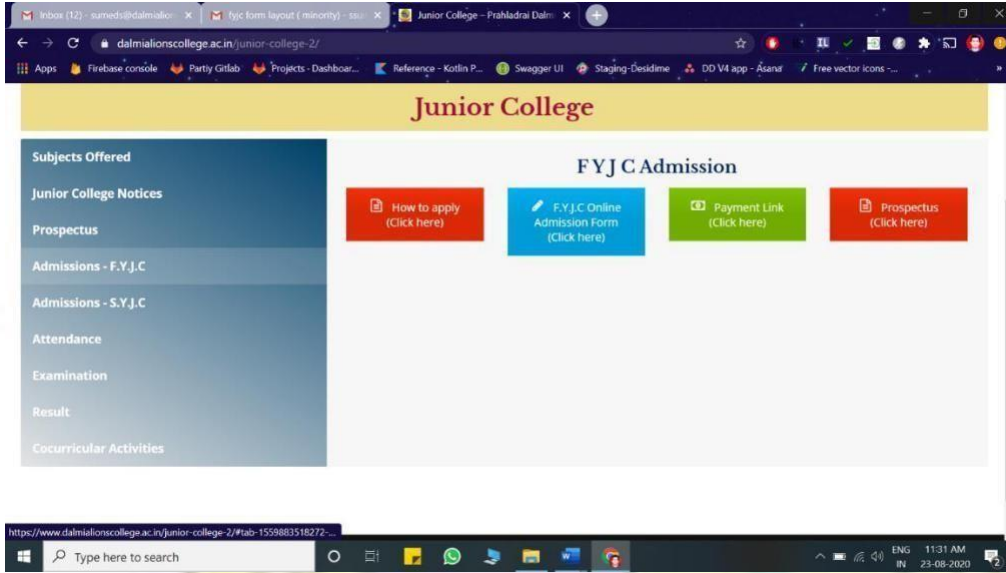 Inbox (12) - sumeds@dalmialion
fyjc form layout ( minority) - ssu
Junior College – Prahladrai Dalm
dalmialionscollege.ac.in/junior-college-2/
Apps
Firebase console
Partiy Gitlab
Projects - Dashboar...
Reference - Kotlin P...
Swagger UI
Staging-Desidime
DD V4 app - Asana
Free vector icons -...
Junior College
Subjects Offered
Junior College Notices
Prospectus
Admissions - F.Y.J.C
Admissions - S.Y.J.C
Attendance
Examination
Result
Cocurricular Activities
F Y J C Admission
How to apply
(Click here)
F.Y.J.C Online
Admission Form
(Click here)
Payment Link
(Click here)
Prospectus
(Click here)
https://www.dalmialionscollege.ac.in/junior-college-2/#tab-1559883518272-...
Type here to search
ENG
IN
11:31 AM
23-08-2020